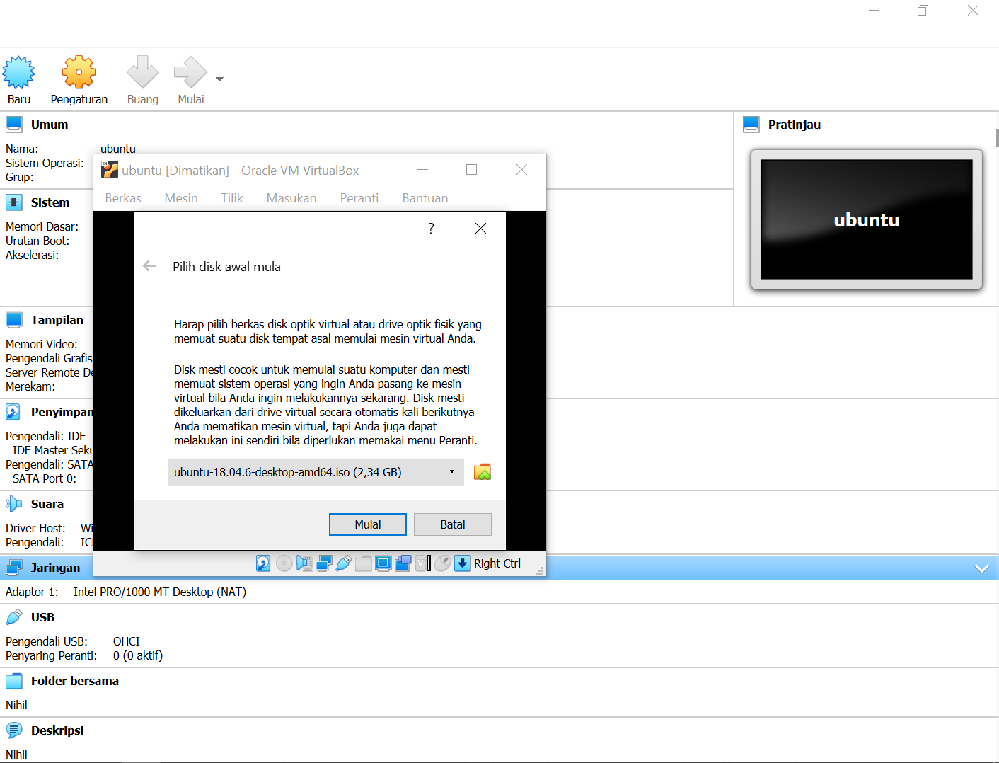 Baru
Pengaturan
Buang
Mulai
Umum
Nama: ubuntu
Sistem Operasi:
Grup:
Pratinjau
ubuntu
Sistem
Memori Dasar:
Urutan Boot:
Akselerasi:
Tampilan
Memori Video:
Pengendali Grafis
Server Remote De
Merekam:
Penyimpan
Pengendali: IDE
IDE Master Seku
Pengendali: SATA
SATA Port 0:
Suara
Driver Host: Wi
Pengendali: ICH
ubuntu [Dimatikan] - Oracle VM VirtualBox
Berkas Mesin Tilik Masukan Peranti Bantuan
?
Pilih disk awal mula
Harap pilih berkas disk optik virtual atau drive optik fisik yang
memuat suatu disk tempat asal memulai mesin virtual Anda.
Disk mesti cocok untuk memulai suatu komputer dan mesti
memuat sistem operasi yang ingin Anda pasang ke mesin
virtual bila Anda ingin melakukannya sekarang. Disk mesti
dikeluarkan dari drive virtual secara otomatis kali berikutnya
Anda mematikan mesin virtual, tapi Anda juga dapat
melakukan ini sendiri bila diperlukan memakai menu Peranti.
ubuntu-18.04.6-desktop-amd64.iso (2,34 GB)
Mulai
Batal
Right Ctrl
Jaringan
Adaptor 1: Intel PRO/1000 MT Desktop (NAT)
USB
Pengendali USB: OHCI
Penyaring Peranti: 0 (0 aktif)
Folder bersama
Nihil
Deskripsi
Nihil